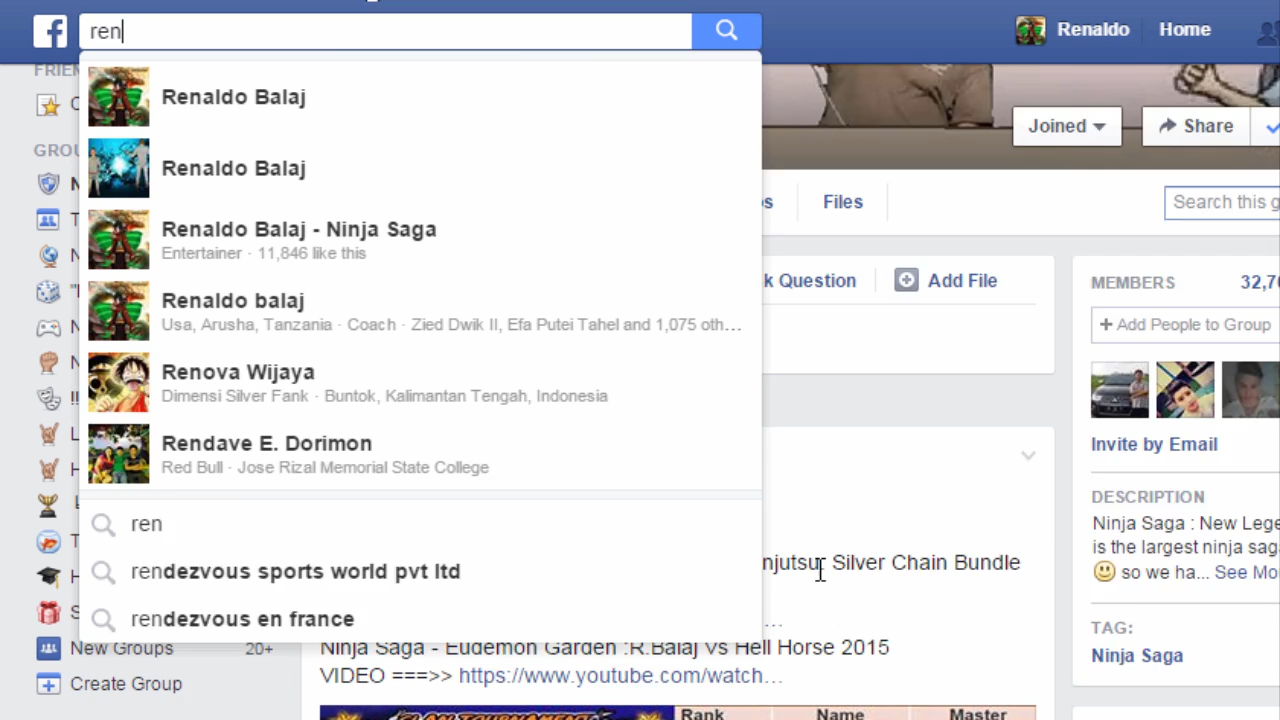 ren
Renaldo
Home
Renaldo Balaj
Renaldo Balaj
Renaldo Balaj - Ninja Saga
Entertainer · 11,846 like this
Renaldo balaj
Usa, Arusha, Tanzania · Coach · Zied Dwik II, Efa Putei Tahel and 1,075 oth...
Renova Wijaya
Dimensi Silver Fank · Buntok, Kalimantan Tengah, Indonesia
Rendave E. Dorimon
Red Bull · Jose Rizal Memorial State College
ren
rendezvous sports world pvt ltd
rendezvous en france
FRIEN
GROU
New Groups 20+
Create Group
Joined
Share
Files
Search this g
k Question
Add File
njutsu Silver Chain Bundle
...
Ninja Saga - Eudemon Garden :R.Balaj Vs Hell Horse 2015
VIDEO ===>> https://www.youtube.com/watch...
Rank Name Master
MEMBERS 32,70
+ Add People to Group
Invite by Email
DESCRIPTION
Ninja Saga : New Lege
is the largest ninja sag
so we ha... See Mo
TAG:
Ninja Saga